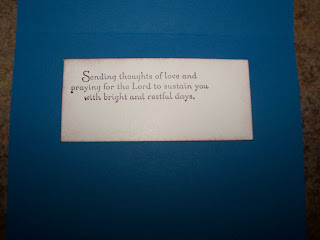 Sending thoughts of love and
praying for the Lord to sustain you
with bright and restful days.